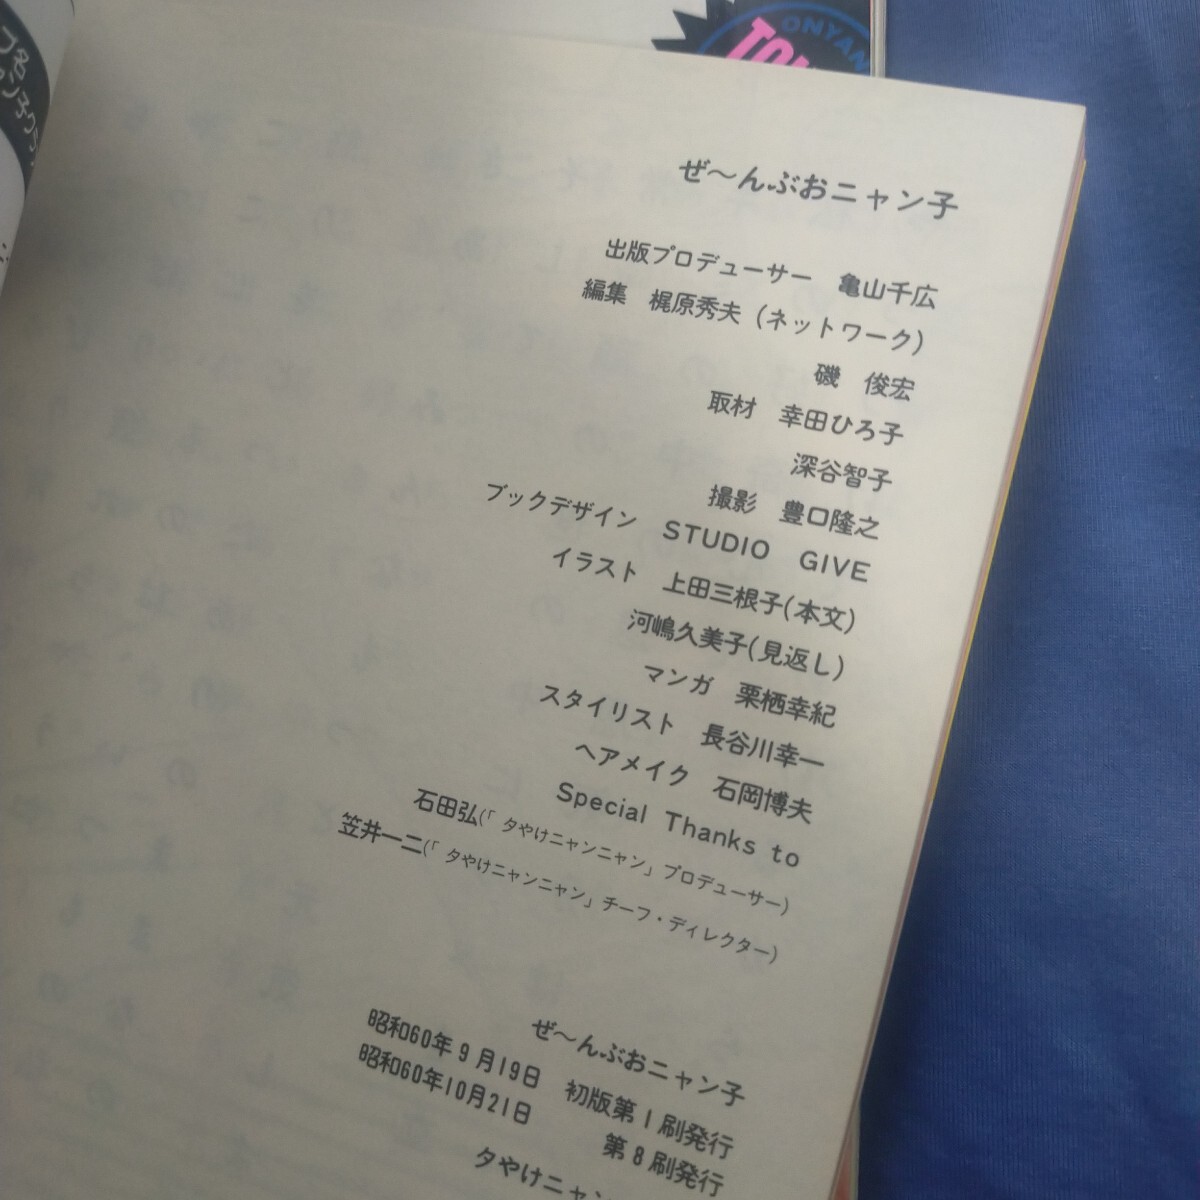 ONYAN
ぜ〜んぶおニャン子
出版プロデューサー 亀山千広
編集 梶原秀夫(ネットワーク)
磯 俊宏
取材 幸田ひろ子
深谷智子
撮影 豊口隆之
ブックデザイン STUDIO GIVE
イラスト 上田三根子(本文)
河嶋久美子(見返し)
マンガ 栗栖幸紀
スタイリスト 長谷川幸一
ヘアメイク 石岡博夫
Special Thanks to
石田弘(「夕やけニャンニャン」プロデューサー)
笠井一二(「夕やけニャンニャン」チーフ・ディレクター)
ぜ〜んぶおニャン子
昭和60年9月19日 初版第1刷発行
昭和60年10月21日 第8刷発行
夕やけニャン